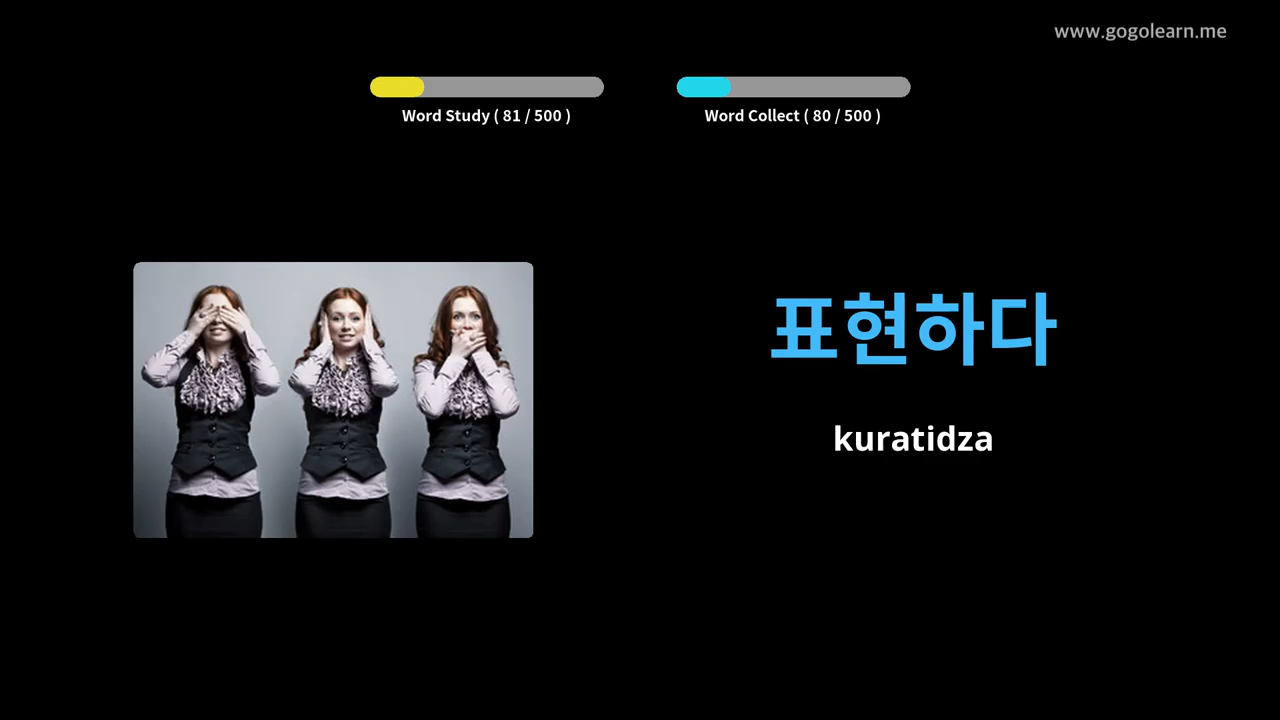 www.gogolearn.me
Word Study ( 81 / 500 )
Word Collect ( 80 / 500 )
표현하다
kuratidza